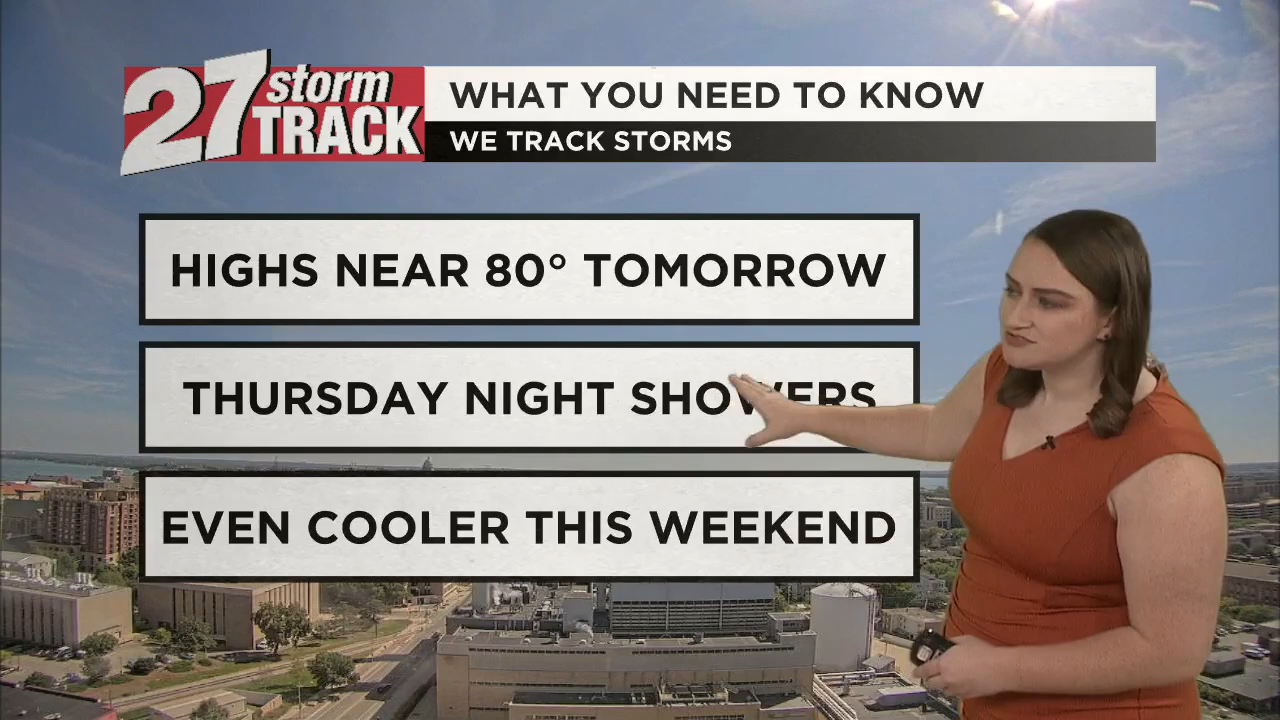 27 storm TRACK
WHAT YOU NEED TO KNOW
WE TRACK STORMS
HIGHS NEAR 80° TOMORROW
THURSDAY NIGHT SHOWERS
EVEN COOLER THIS WEEKEND